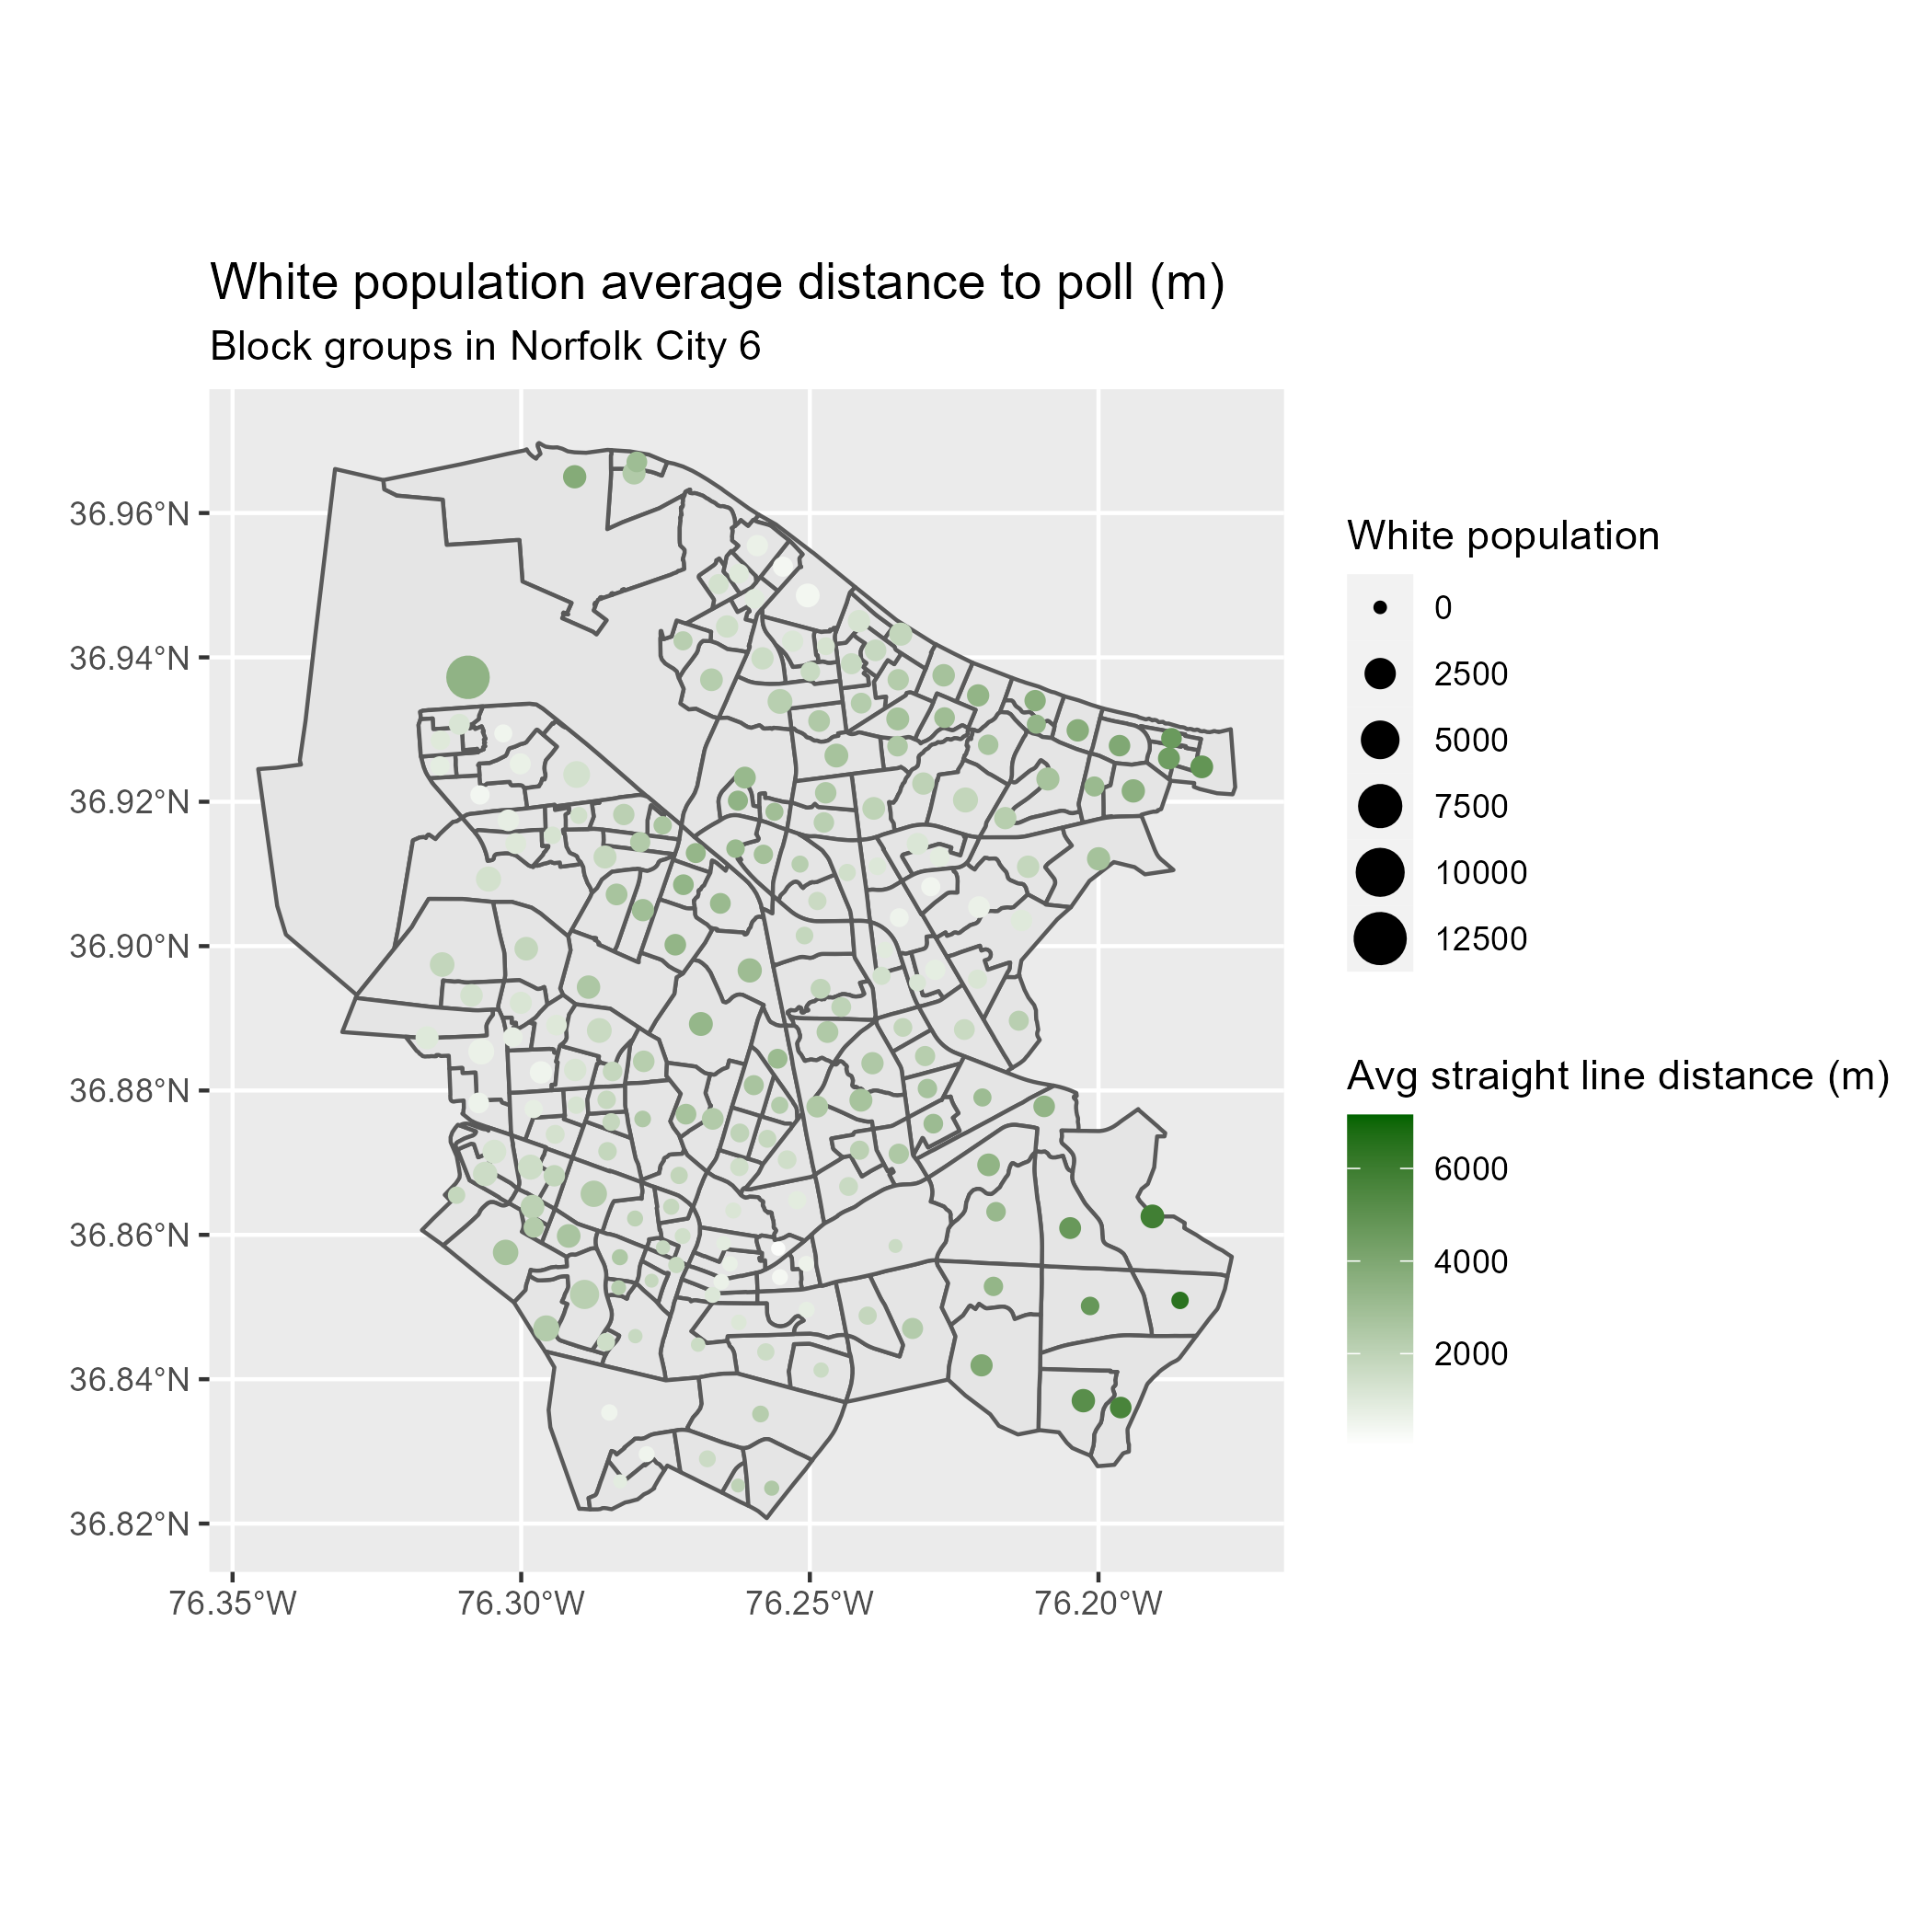 White population average distance to poll (m)
Block groups in Norfolk City 6
36.96°N
36.94°N
36.92°N
36.90°N
36.88°N
36.86°N
36.84°N
36.82°N
76.35°W
76.30°W
76.25°W
76.20°W
White population
0
2500
5000
7500
10000
12500
Avg straight line distance (m)
6000
4000
2000